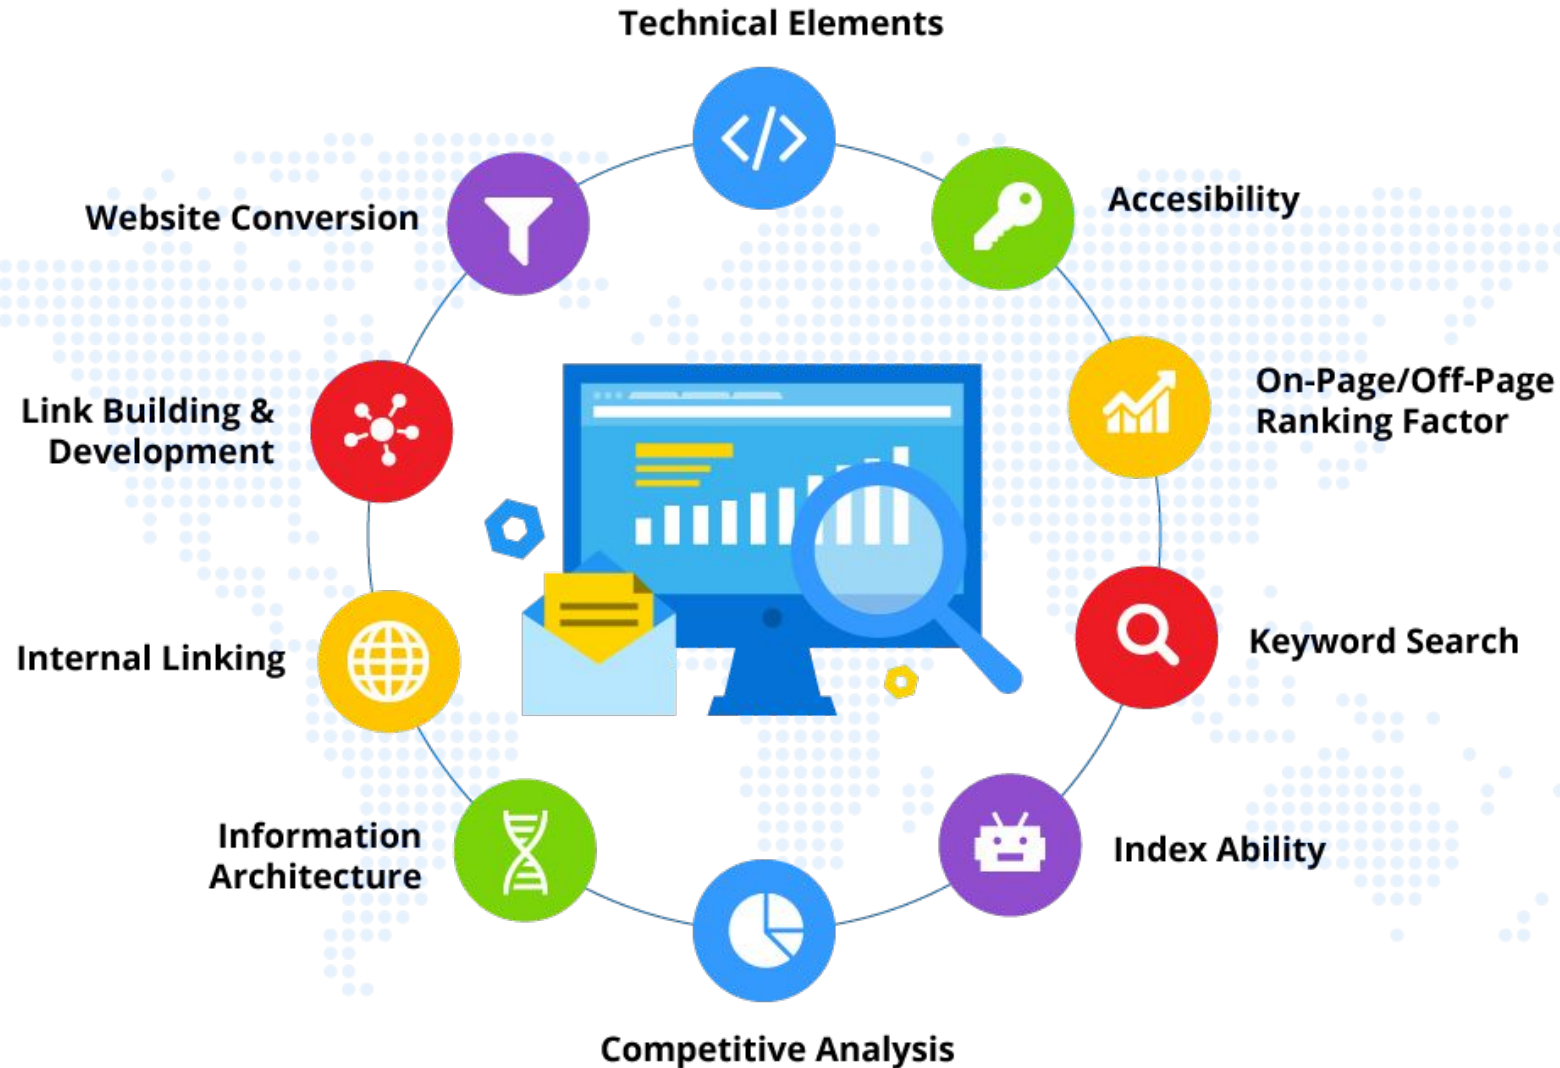 Technical Elements
Accesibility
Website Conversion
On-Page/Off-Page
Ranking Factor
Link Building &
Development
Keyword Search
Internal Linking
Information
Architecture
Index Ability
Competitive Analysis